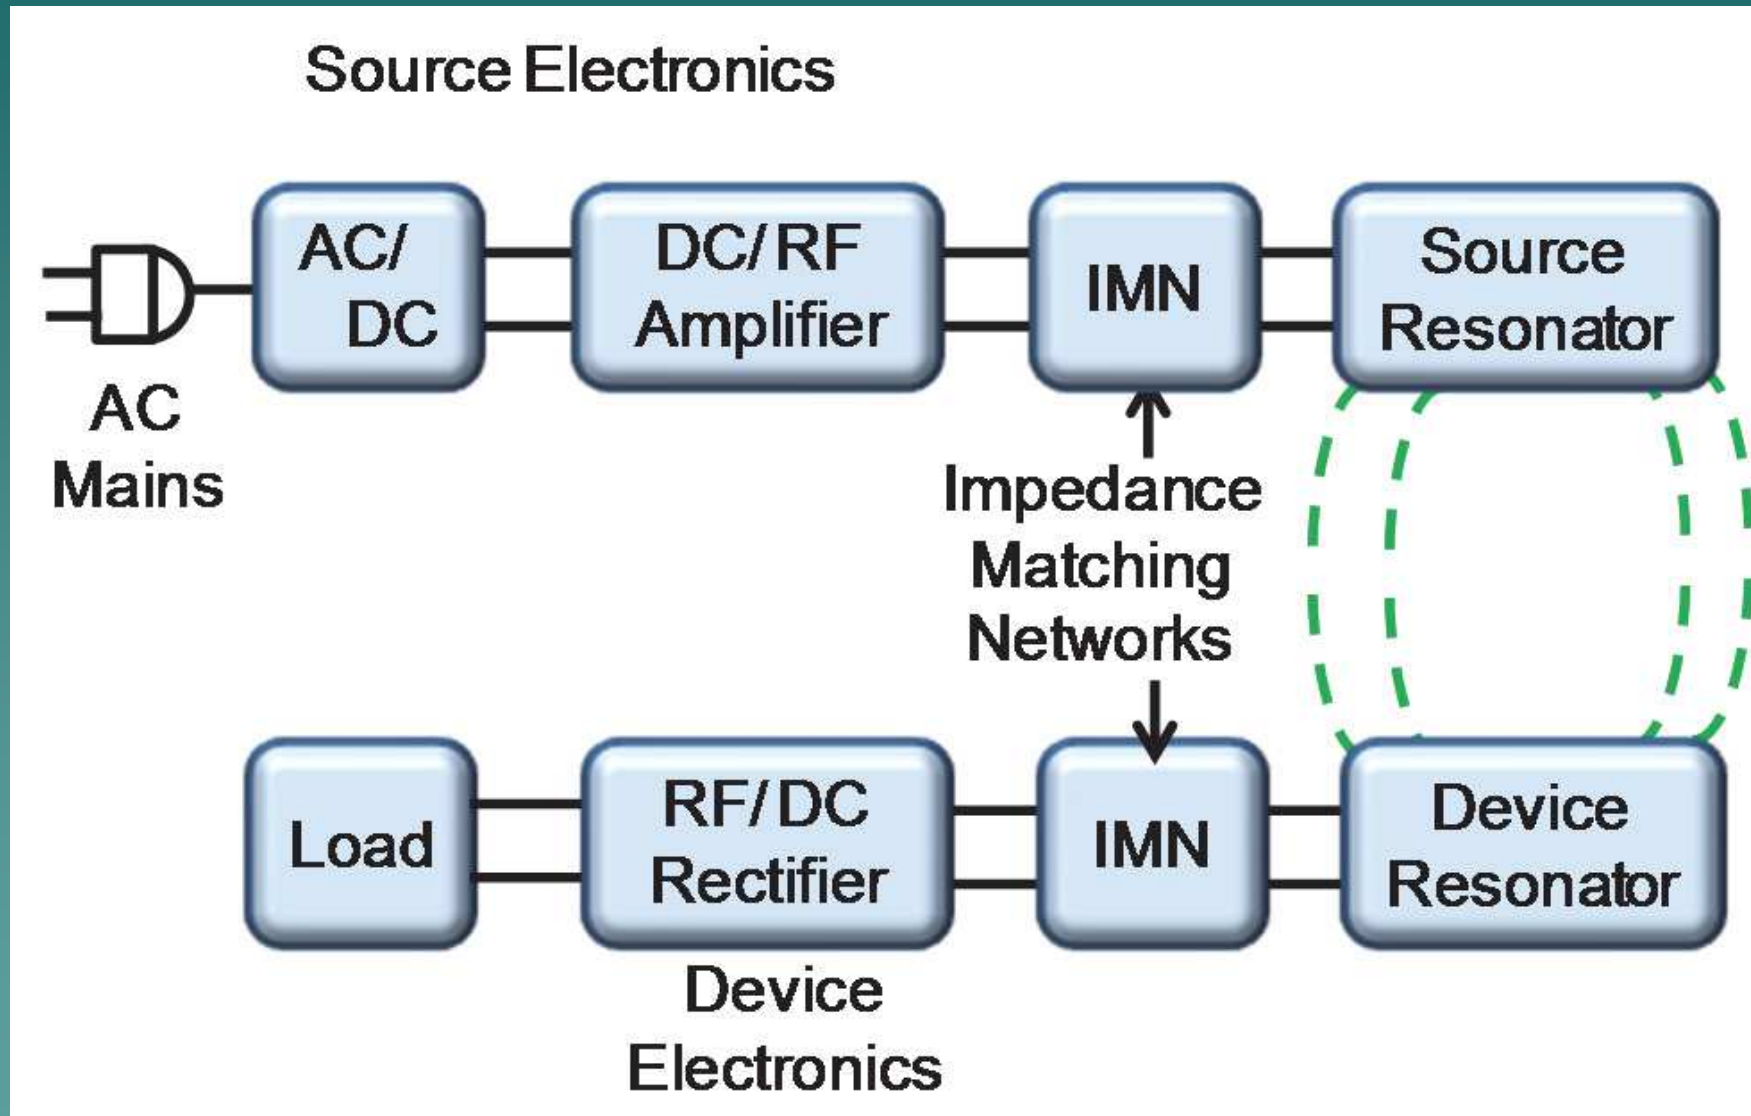 Source Electronics
AC/
DC
DC/RF
Amplifier
IMN
Source
Resonator
AC
Mains
Impedance
Matching
Networks
Load
RF/DC
Rectifier
IMN
Device
Resonator
Device
Electronics